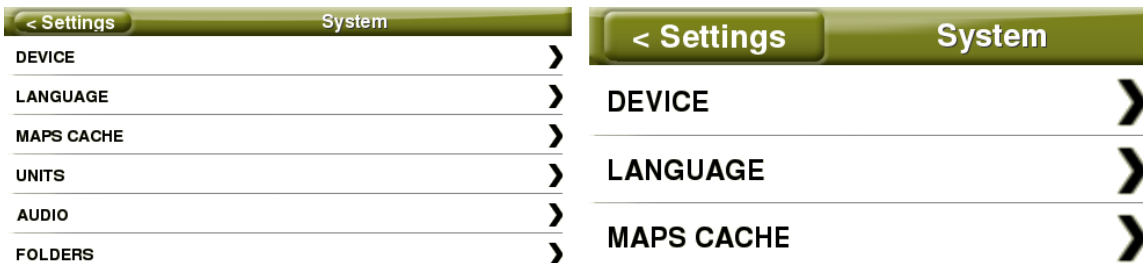 < Settings System
DEVICE
LANGUAGE
MAPS CACHE
UNITS
AUDIO
FOLDERS
< Settings System
DEVICE
LANGUAGE
MAPS CACHE